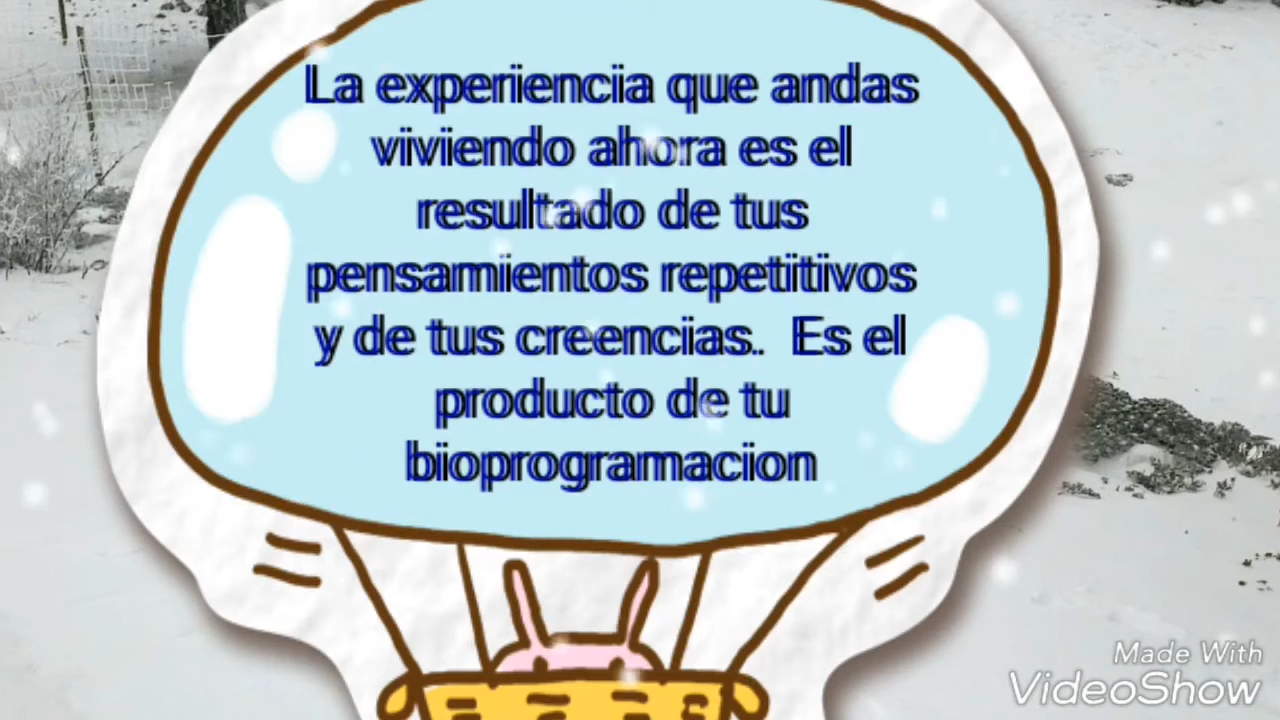 La experiencia que andas
viviendo ahora es el
resultado de tus
pensamientos repetitivos
y de tus creencias.. Es el
producto de tu
bioprogramacion
Made With
VideoShow